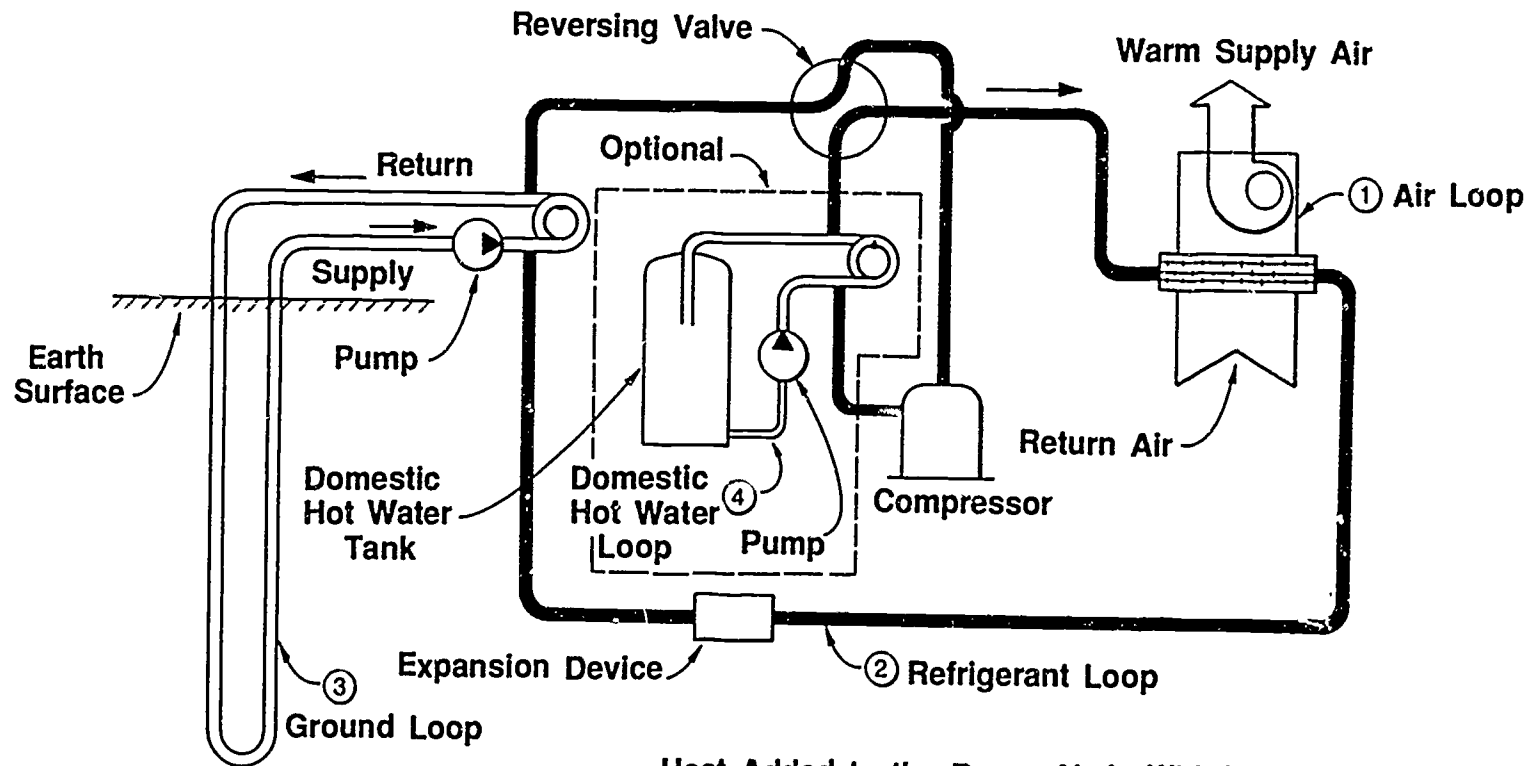 Reversing Valve
Warm Supply Air
Optional
Return
① Air Loop
Supply
Earth
Surface
Pump
Return Air
Domestic
Hot Water
Tank
Domestic
Hot Water ④
Loop
Pump
Compressor
Expansion Device
② Refrigerant Loop
③
Ground Loop